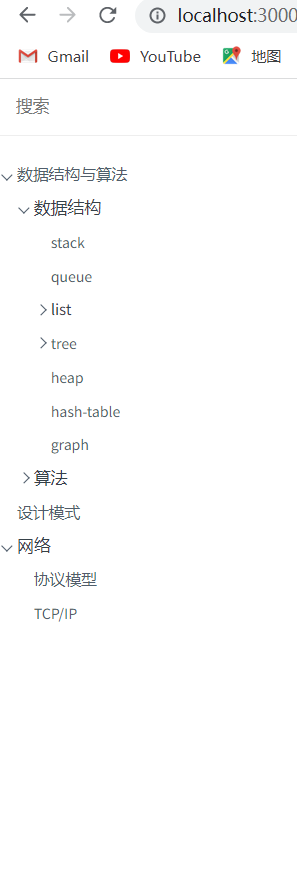 localhost:3000
Gmail YouTube 地图
搜索
数据结构与算法
数据结构
stack
queue
list
tree
heap
hash-table
graph
算法
设计模式
网络
协议模型
TCP/IP